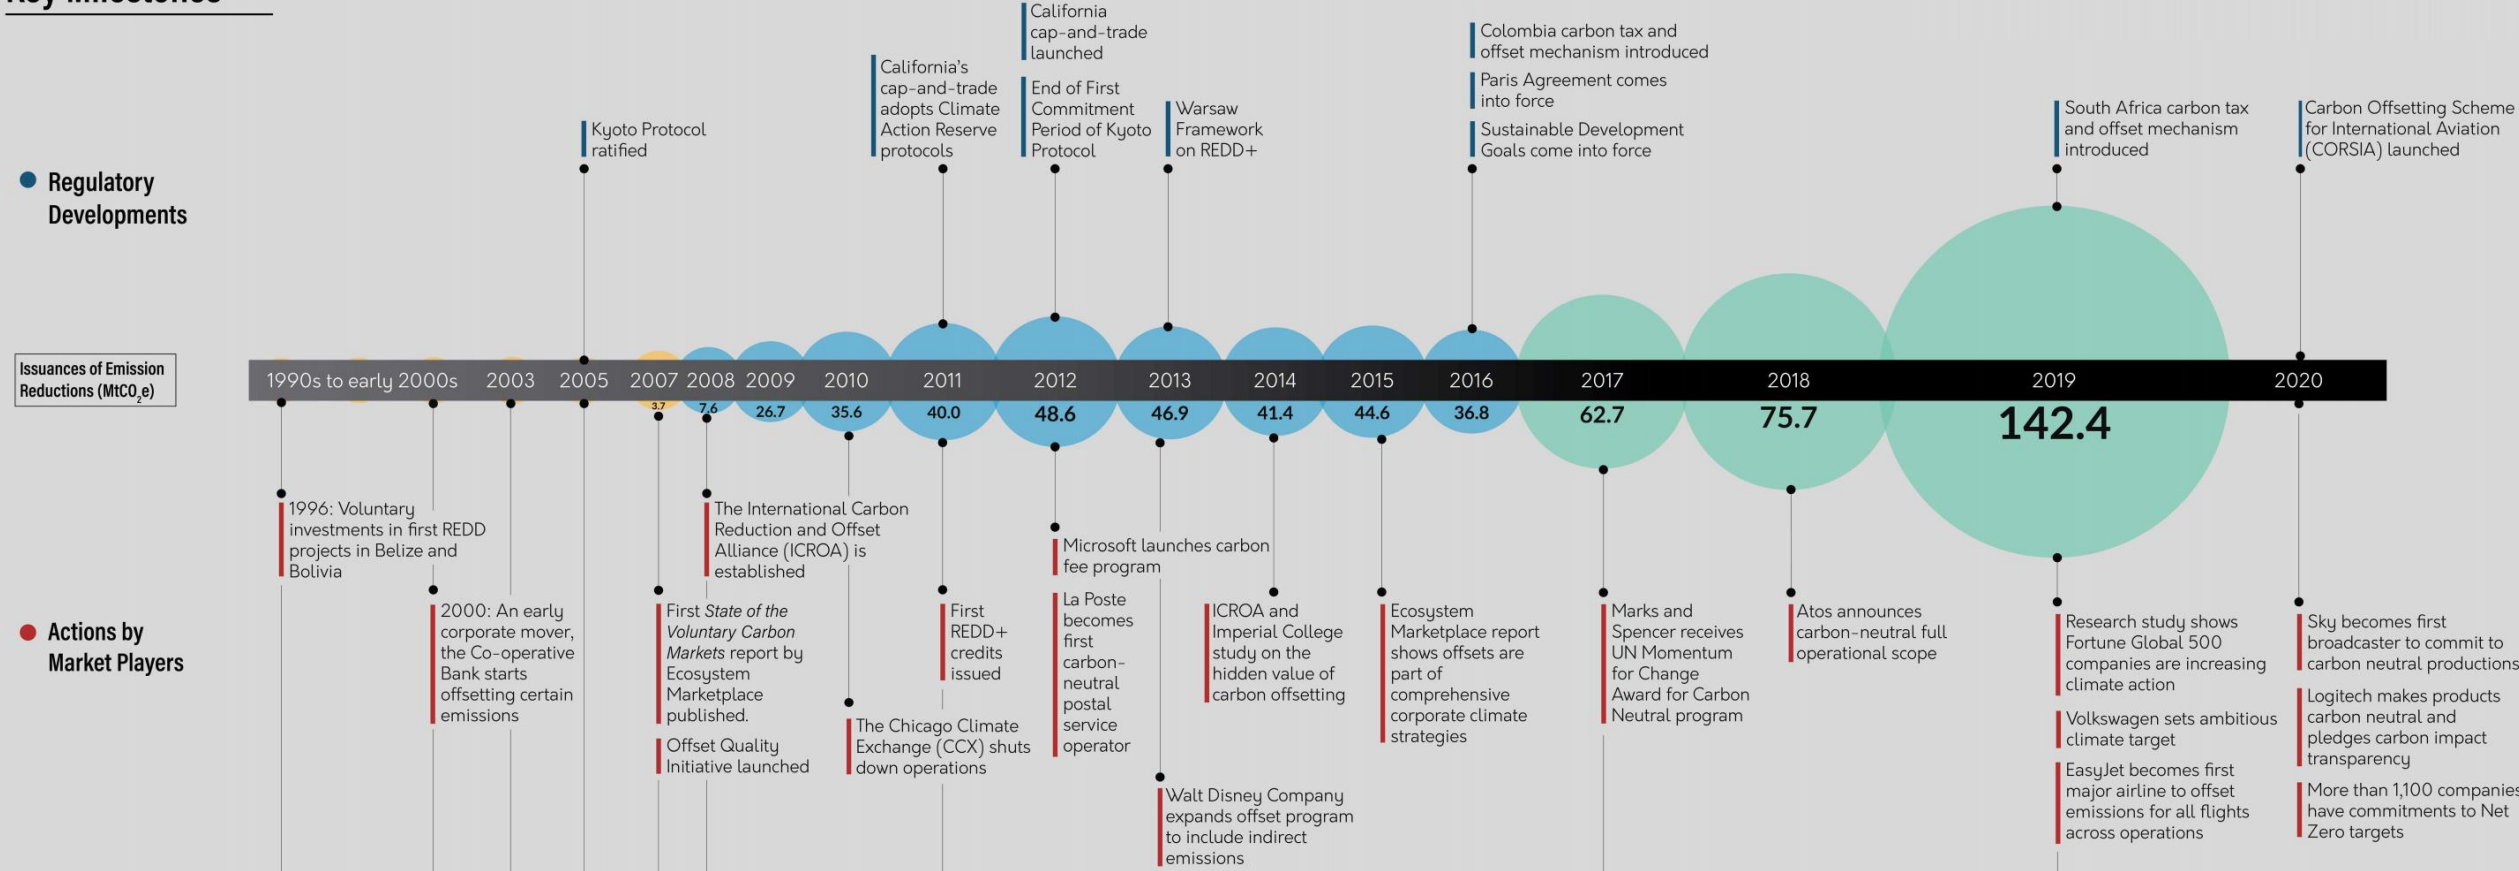 California
cap-and-trade
launched
End of First
Commitment
Period of Kyoto
Protocol
California's
cap-and-trade
adopts Climate
Action Reserve
protocols
Kyoto Protocol
ratified
Warsaw
Framework
on REDD+
Colombia carbon tax and
offset mechanism introduced
Paris Agreement comes
into force
Sustainable Development
Goals come into force
South Africa carbon tax
and offset mechanism
introduced
Carbon Offsetting Scheme
for International Aviation
(CORSIA) launched
Regulatory
Developments
Issuances of Emission
Reductions (MtCO₂e)
1990s to early 2000s 2003 2005 2007 2008 2009 2010 2011 2012 2013 2014 2015 2016 2017 2018 2019 2020
3.7 7.6 26.7 35.6 40.0 48.6 46.9 41.4 44.6 36.8 62.7 75.7 142.4
Actions by
Market Players
1996: Voluntary
investments in first REDD
projects in Belize and
Bolivia
2000: An early
corporate mover,
the Co-operative
Bank starts
offsetting certain
emissions
The International Carbon
Reduction and Offset
Alliance (ICROA) is
established
First State of the
Voluntary Carbon
Markets report by
Ecosystem
Marketplace
published.
Offset Quality
Initiative launched
The Chicago Climate
Exchange (CCX) shuts
down operations
First
REDD+
credits
issued
Microsoft launches carbon
fee program
La Poste
becomes
first
carbon-
neutral
postal
service
operator
Walt Disney Company
expands offset program
to include indirect
emissions
ICROA and
Imperial College
study on the
hidden value of
carbon offsetting
Ecosystem
Marketplace report
shows offsets are
part of
comprehensive
corporate climate
strategies
Marks and
Spencer receives
UN Momentum
for Change
Award for Carbon
Neutral program
Atos announces
carbon-neutral full
operational scope
Research study shows
Fortune Global 500
companies are increasing
climate action
Volkswagen sets ambitious
climate target
EasyJet becomes first
major airline to offset
emissions for all flights
across operations
Sky becomes first
broadcaster to commit to
carbon neutral productions
Logitech makes products
carbon neutral and
pledges carbon impact
transparency
More than 1,100 companies
have commitments to Net
Zero targets